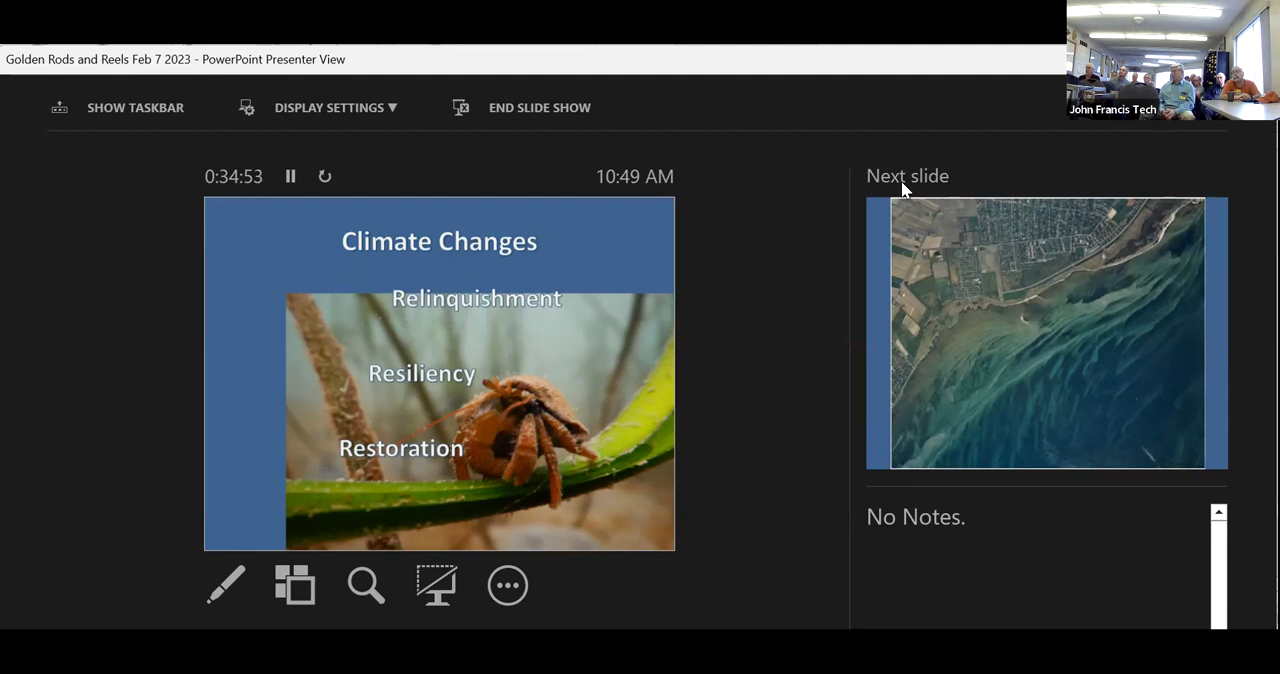 Golden Rods and Reels Feb 7 2023 - PowerPoint Presenter View
John Francis Tech
SHOW TASKBAR
DISPLAY SETTINGS ▼
END SLIDE SHOW
0:34:53
10:49 AM
Next slide
Climate Changes
Relinquishment
Resiliency
Restoration
No Notes.